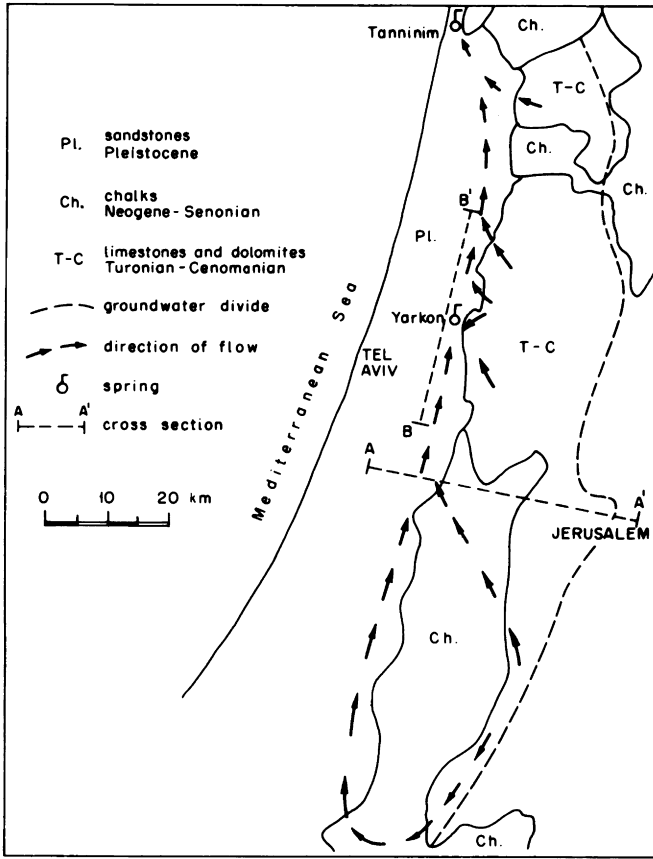 Tanninim
Ch.
T-C
Ch.
Ch.
Pl. sandstones
Pleistocene
Ch. chalks
Neogene-Senonian
T-C limestones and dolomites
Turonian-Cenomanian
groundwater divide
direction of flow
spring
A A' cross section
0 10 20 km
Mediterranean Sea
B'
Pl.
Yarkon
TEL
AVIV
T-C
B
A
A'
JERUSALEM
Ch.
Ch.